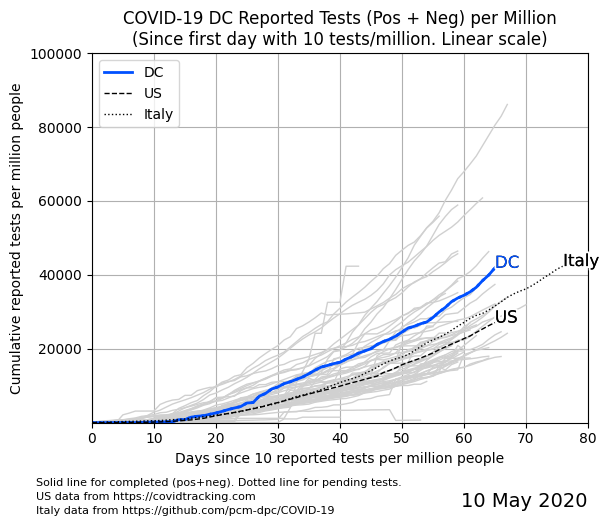 COVID-19 DC Reported Tests (Pos + Neg) per Million
(Since first day with 10 tests/million. Linear scale)
Cumulative reported tests per million people
100000
80000
60000
40000
20000
DC
US
Italy
DC
Italy
US
0 10 20 30 40 50 60 70 80
Days since 10 reported tests per million people
Solid line for completed (pos+neg). Dotted line for pending tests.
US data from https://covidtracking.com
Italy data from https://github.com/pcm-dpc/COVID-19
10 May 2020